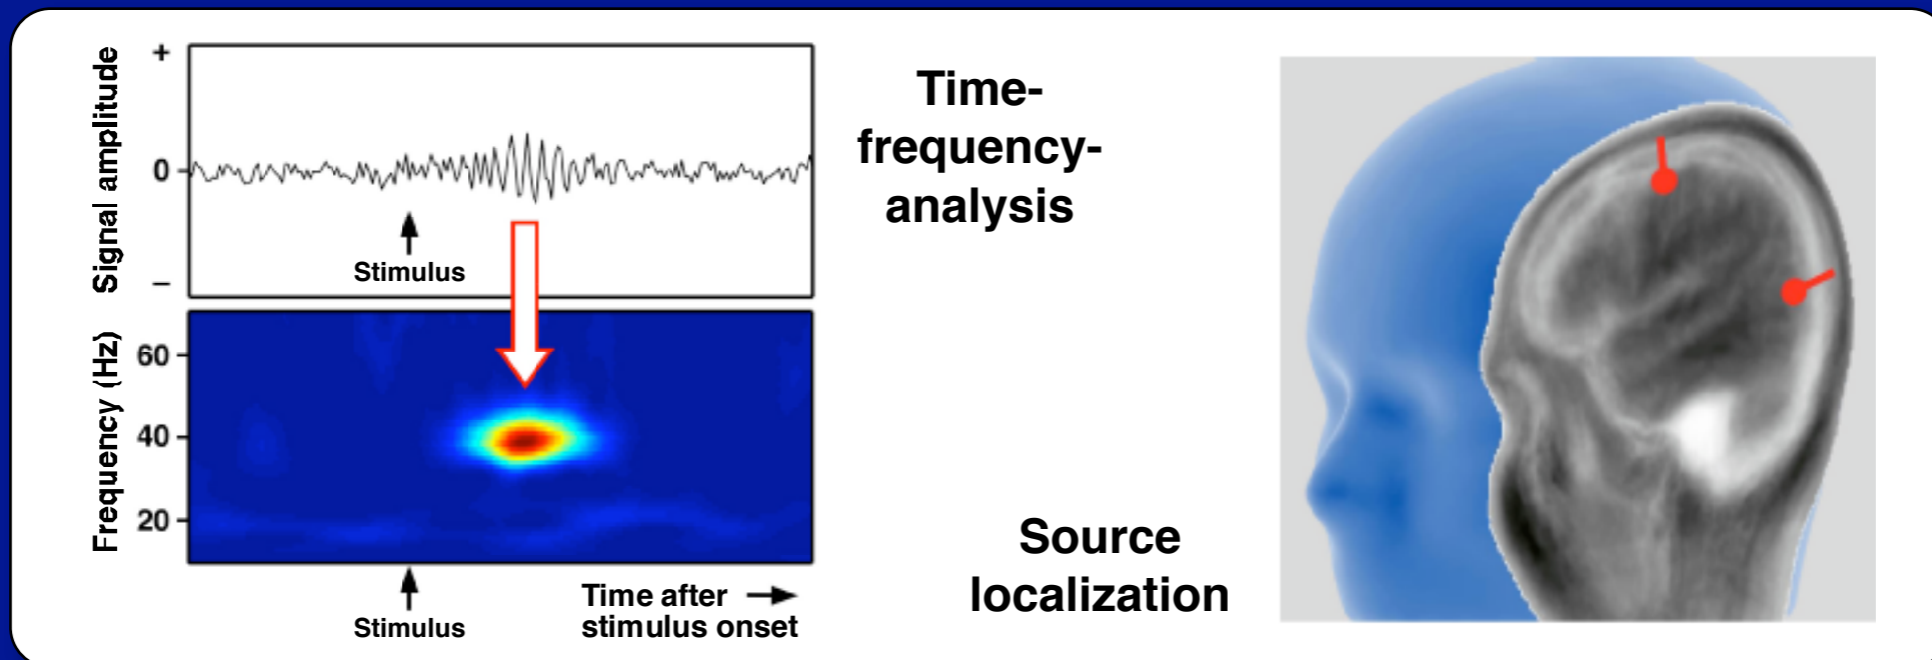 Signal amplitude
+
0
–
Stimulus
Time-
frequency-
analysis
Frequency (Hz)
60
40
20
Stimulus
Time after
stimulus onset
Source
localization